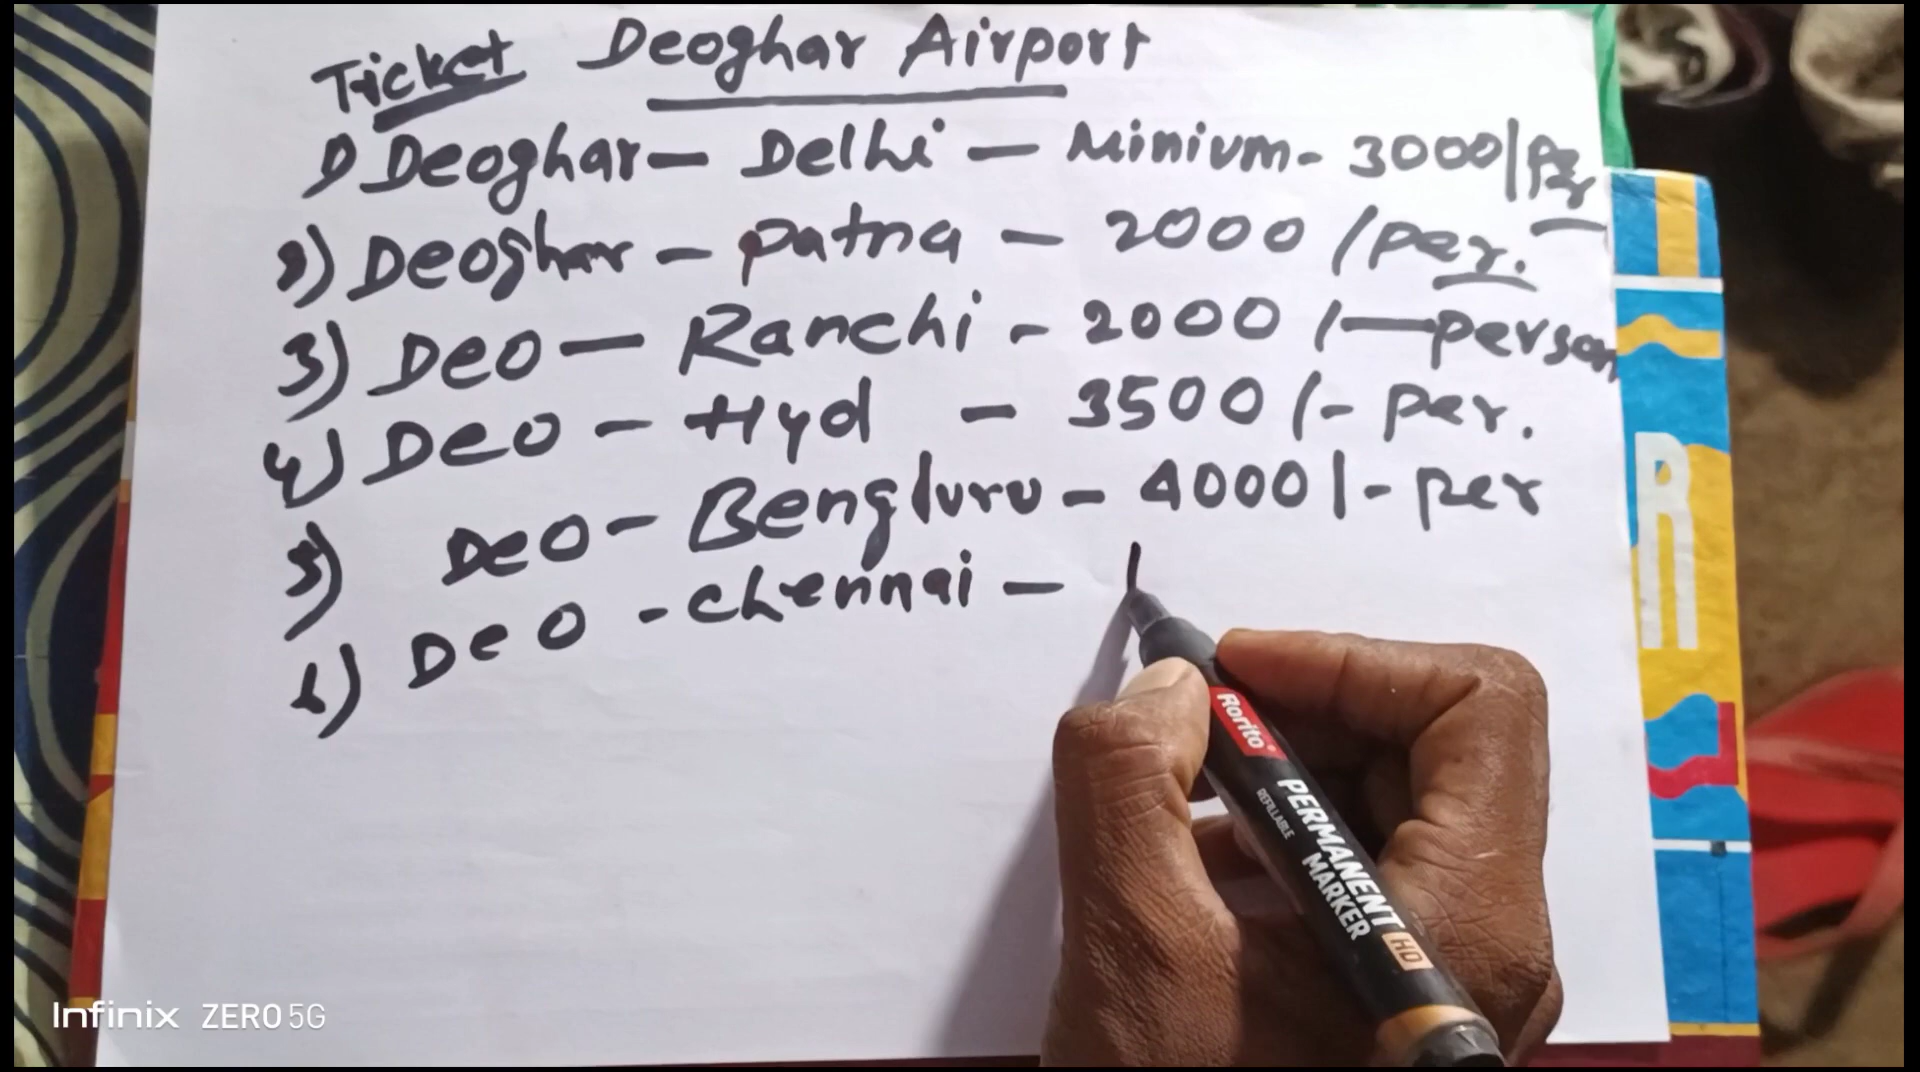 Ticket Deoghar Airport
1) Deoghar - Delhi - Minium - 3000/per
2) Deoghar - patna - 2000 /per.
3) Deo - Ranchi - 2000 /- person
4) Deo - Hyd - 3500 /- per.
5) Deo - Bengluru - 4000 /- per
6) Deo - chennai -
Rorito
PERMANENT
MARKER HD
REFILLABLE
R
Infinix ZERO 5G